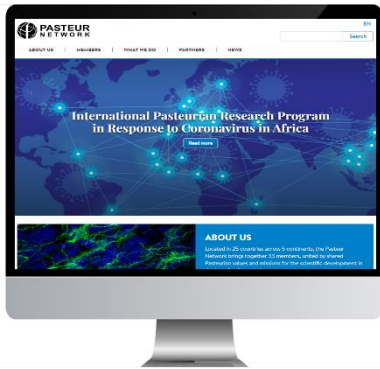 PASTEUR
NETWORK
EN
Search
ABOUT US | MEMBERS | WHAT WE DO | PARTNERS | NEWS
International Pasteurian Research Program
in Response to Coronavirus in Africa
Read more
ABOUT US
Located in 25 countries across 5 continents, the Pasteur
Network brings together 33 members, united by shared
Pasteurian values and missions for the scientific development in